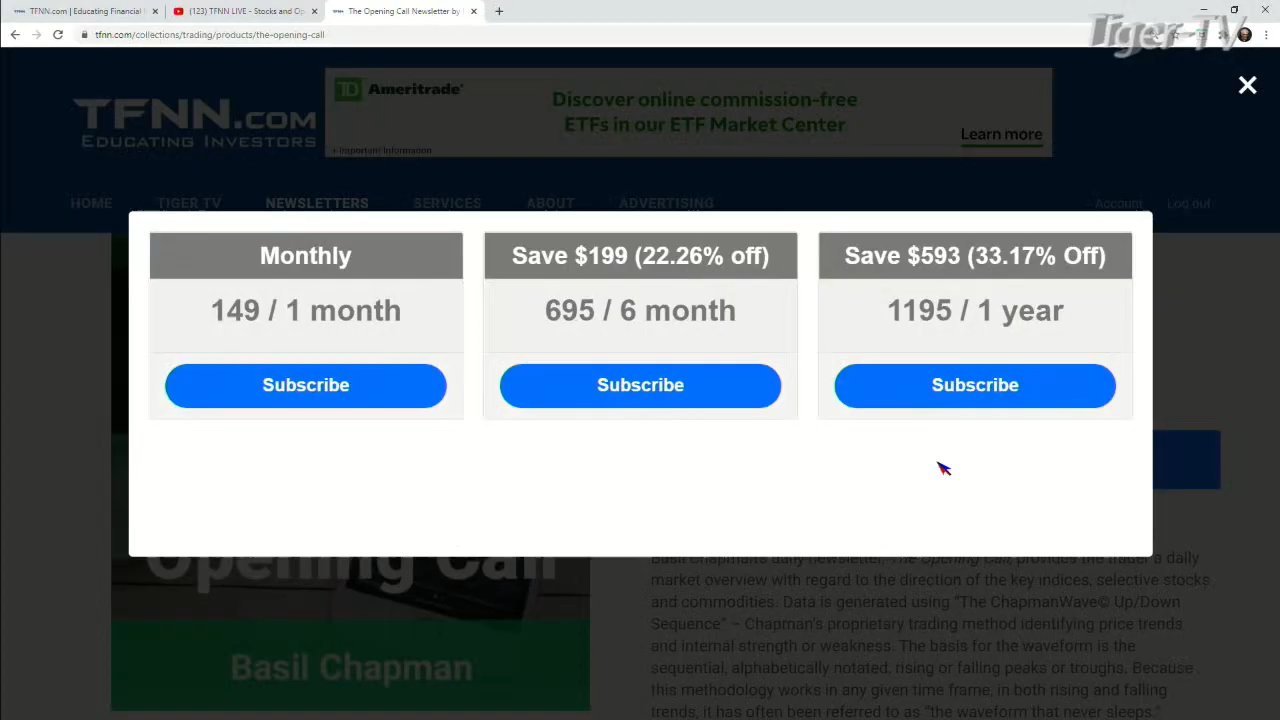 TFNN.com | Educating Financial
(123) TFNN LIVE - Stocks and Op
The Opening Call Newsletter by
tfnn.com/collections/trading/products/the-opening-call
Tiger TV
TFNN.COM
EDUCATING INVESTORS
TD Ameritrade
Discover online commission-free
ETFs in our ETF Market Center
Learn more
+ Important Information
HOME TIGER TV NEWSLETTERS SERVICES ABOUT ADVERTISING Account Log out
Monthly
149 / 1 month
Subscribe
Save $199 (22.26% off)
695 / 6 month
Subscribe
Save $593 (33.17% Off)
1195 / 1 year
Subscribe
Opening Call
Basil Chapman
Basil Chapman's daily newsletter, The Opening Call, provides the trader a daily
market overview with regard to the direction of the key indices, selective stocks
and commodities. Data is generated using "The ChapmanWave© Up/Down
Sequence" – Chapman's proprietary trading method identifying price trends
and internal strength or weakness. The basis for the waveform is the
sequential, alphabetically notated, rising or falling peaks or troughs. Because
this methodology works in any given time frame, in both rising and falling
trends, it has often been referred to as "the waveform that never sleeps."